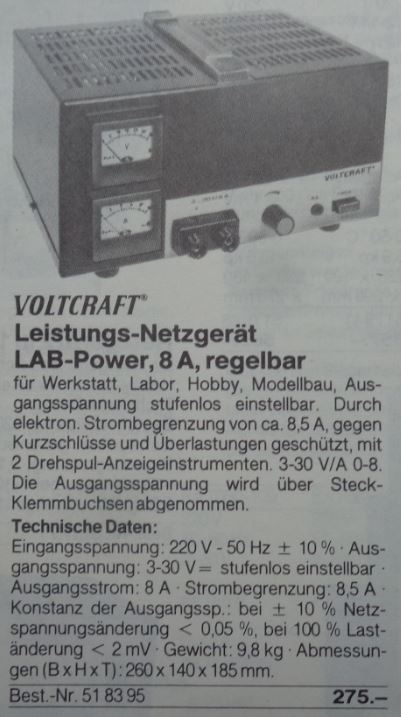 V
A
VOLTCRAFT®
VOLTCRAFT®
Leistungs-Netzgerät
LAB-Power, 8 A, regelbar
für Werkstatt, Labor, Hobby, Modellbau, Aus-
gangsspannung stufenlos einstellbar. Durch
elektron. Strombegrenzung von ca. 8,5 A, gegen
Kurzschlüsse und Überlastungen geschützt, mit
2 Drehspul-Anzeigeinstrumenten. 3-30 V/A 0-8.
Die Ausgangsspannung wird über Steck-
Klemmbuchsen abgenommen.
Technische Daten:
Eingangsspannung: 220 V - 50 Hz ± 10 % · Aus-
gangsspannung: 3-30 V= stufenlos einstellbar ·
Ausgangsstrom: 8 A · Strombegrenzung: 8,5 A ·
Konstanz der Ausgangssp.: bei ± 10 % Netz-
spannungsänderung < 0,05 %, bei 100 % Last-
änderung < 2 mV · Gewicht: 9,8 kg · Abmessun-
gen (B x H x T): 260 x 140 x 185 mm.
Best.-Nr. 51 83 95 275.–